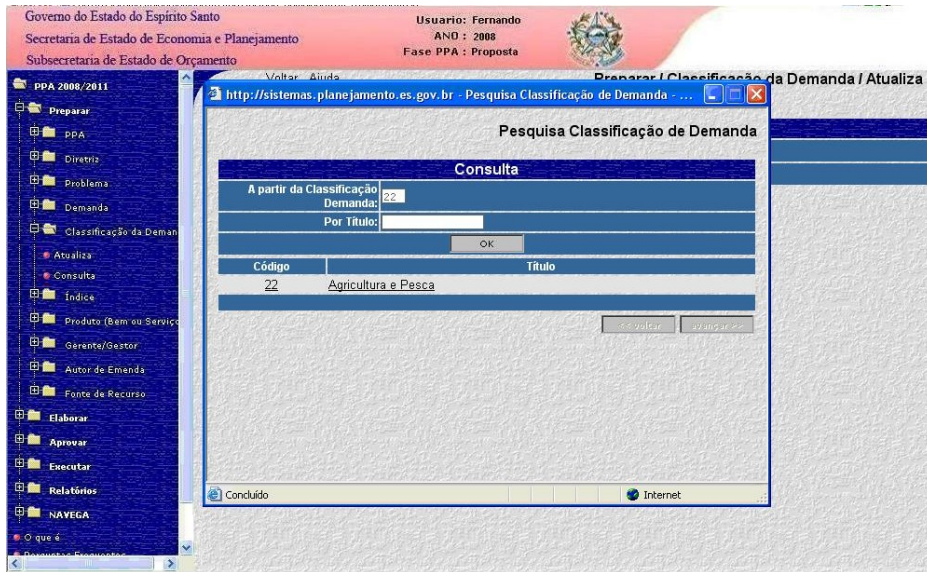 Governo do Estado do Espírito Santo
Secretaria de Estado de Economia e Planejamento
Subsecretaria de Estado de Orçamento
Usuario: Fernando
ANO : 2008
Fase PPA : Proposta
Voltar Ajuda
Preparar / Classificação da Demanda / Atualiza
PPA 2008/2011
Preparar
PPA
Diretriz
Problema
Demanda
Classificação da Deman
Atualiza
Consulta
Índice
Produto (Bem ou Serviço
Gerente/Gestor
Autor de Emenda
Fonte de Recurso
Elaborar
Aprovar
Executar
Relatórios
NAVEGA
O que é
Perguntas Frequentes
http://sistemas.planejamento.es.gov.br - Pesquisa Classificação de Demanda - ...
Pesquisa Classificação de Demanda
Consulta
A partir da Classificação
Demanda: 22
Por Título:
OK
Código Título
22 Agricultura e Pesca
<< voltar avançar >>
Concluído Internet